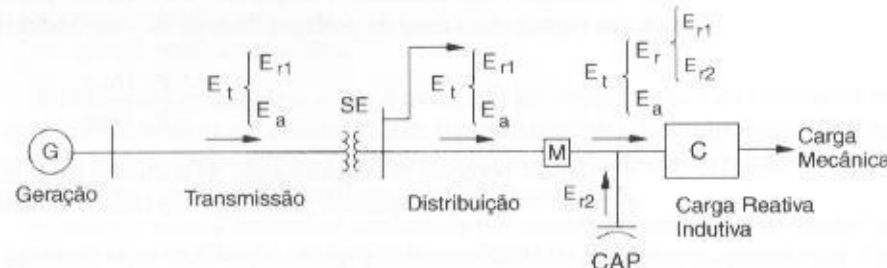 E_t { E_r1 E_a
SE
E_t { E_r1 E_a
E_t { E_r { E_r1 E_r2
E_a
G
M
C
Carga
Mecânica
Geração
Transmissão
Distribuição
E_r2
Carga Reativa
Indutiva
CAP